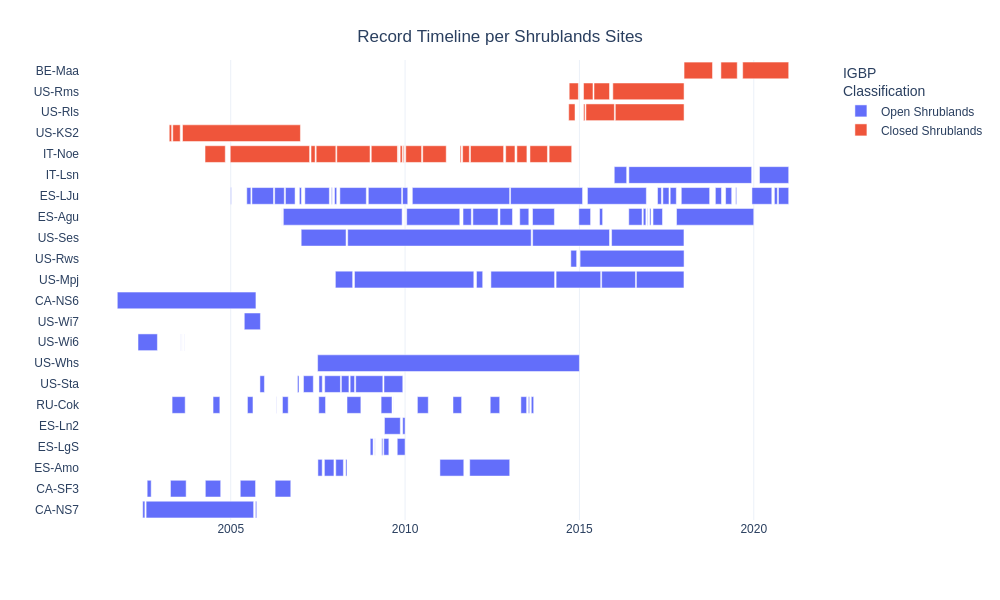 Record Timeline per Shrublands Sites
BE-Maa
US-Rms
US-Rls
US-KS2
IT-Noe
IT-Lsn
ES-LJu
ES-Agu
US-Ses
US-Rws
US-Mpj
CA-NS6
US-Wi7
US-Wi6
US-Whs
US-Sta
RU-Cok
ES-Ln2
ES-LgS
ES-Amo
CA-SF3
CA-NS7
2005
2010
2015
2020
IGBP
Classification
Open Shrublands
Closed Shrublands